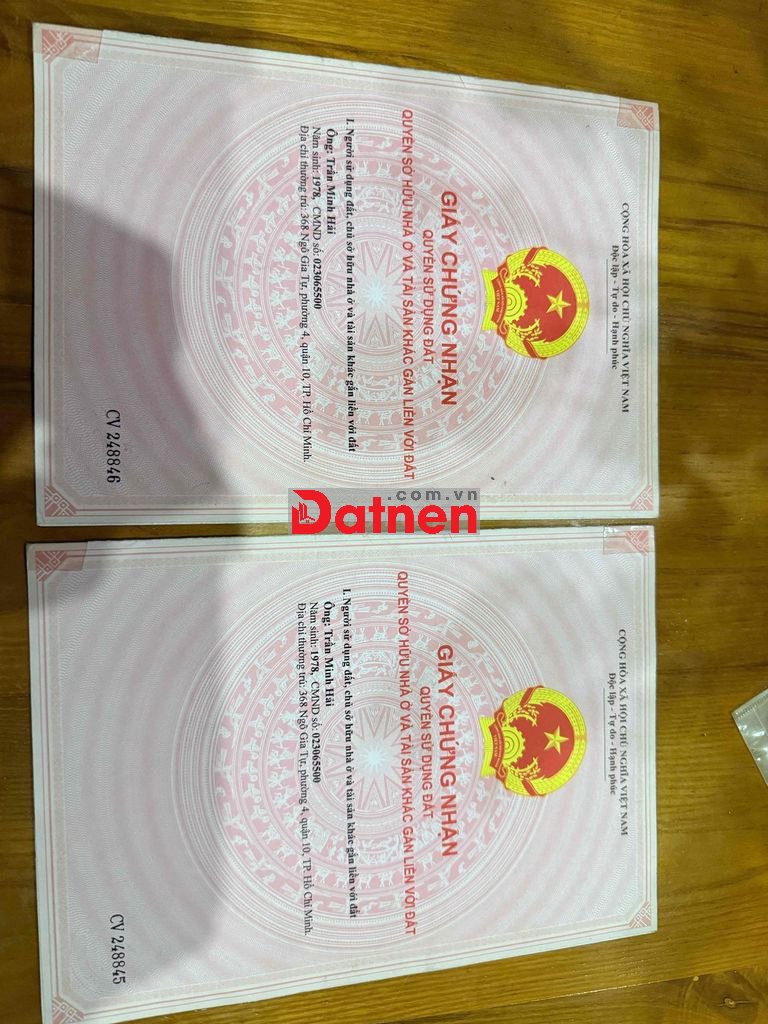 CỘNG HÒA XÃ HỘI CHỦ NGHĨA VIỆT NAM
Độc lập - Tự do - Hạnh phúc
GIẤY CHỨNG NHẬN
QUYỀN SỬ DỤNG ĐẤT
QUYỀN SỞ HỮU NHÀ Ở VÀ TÀI SẢN KHÁC GẮN LIỀN VỚI ĐẤT
I. Người sử dụng đất, chủ sở hữu nhà ở và tài sản khác gắn liền với đất
Ông: Trần Minh Hải
Năm sinh: 1978, CMND số: 023065500
Địa chỉ thường trú: 368 Ngô Gia Tự, phường 4, quận 10, TP. Hồ Chí Minh.
CV 248846
.com.vn
Datnen
CỘNG HÒA XÃ HỘI CHỦ NGHĨA VIỆT NAM
Độc lập - Tự do - Hạnh phúc
GIẤY CHỨNG NHẬN
QUYỀN SỬ DỤNG ĐẤT
QUYỀN SỞ HỮU NHÀ Ở VÀ TÀI SẢN KHÁC GẮN LIỀN VỚI ĐẤT
I. Người sử dụng đất, chủ sở hữu nhà ở và tài sản khác gắn liền với đất
Ông: Trần Minh Hải
Năm sinh: 1978, CMND số: 023065500
Địa chỉ thường trú: 368 Ngô Gia Tự, phường 4, quận 10, TP. Hồ Chí Minh.
CV 248845